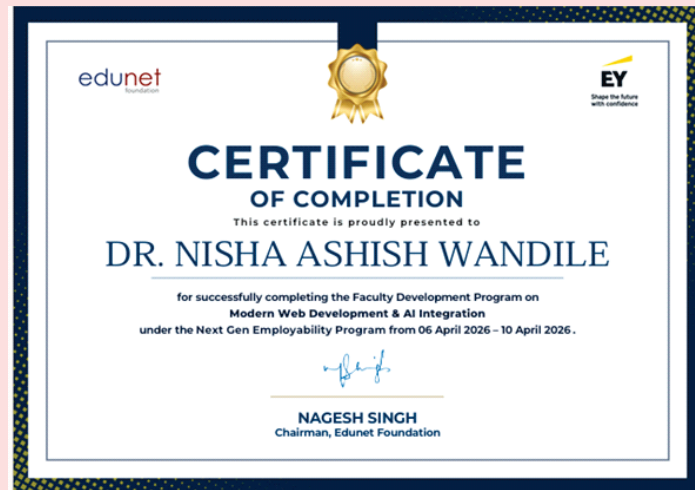 edunet
foundation
EY
Shape the future
with confidence
CERTIFICATE
OF COMPLETION
This certificate is proudly presented to
DR. NISHA ASHISH WANDILE
for successfully completing the Faculty Development Program on
Modern Web Development & AI Integration
under the Next Gen Employability Program from 06 April 2026 – 10 April 2026.
NAGESH SINGH
Chairman, Edunet Foundation